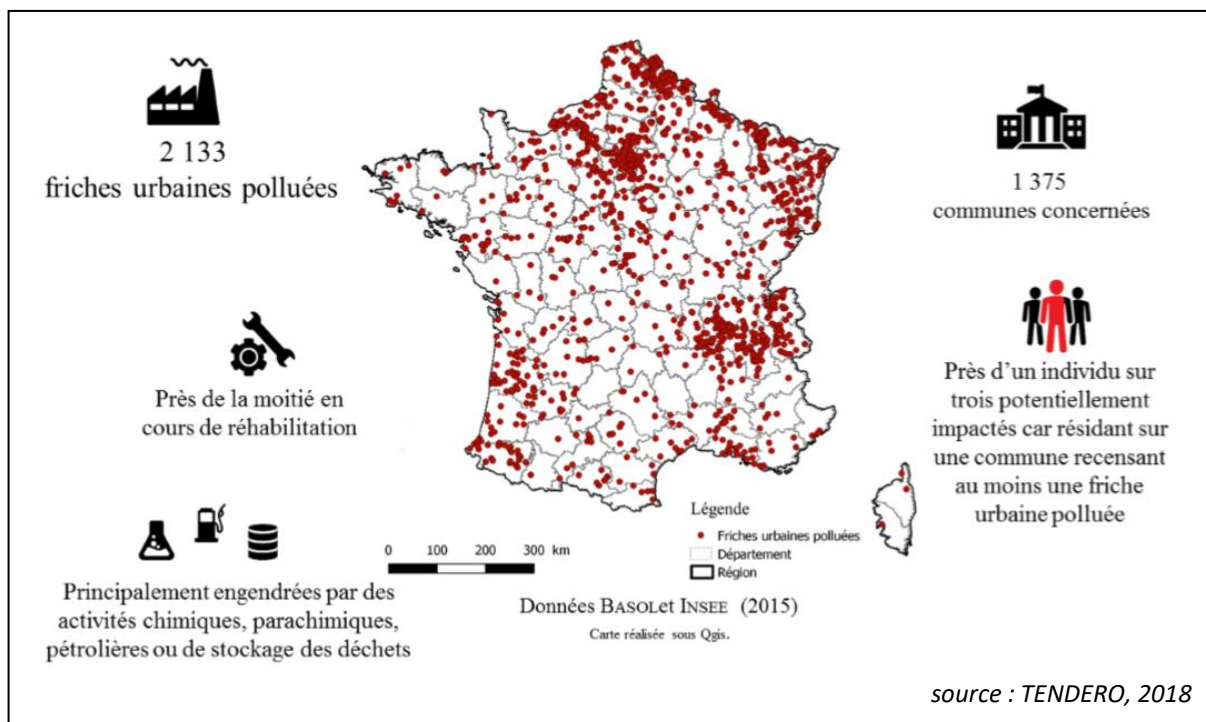 2 133
friches urbaines polluées
Près de la moitié en
cours de réhabilitation
Principalement engendrées par des
activités chimiques, parachimiques,
pétrolières ou de stockage des déchets
Légende
Friches urbaines polluées
Département
Région
0 100 200 300 km
Données BASOLet INSEE (2015)
Carte réalisée sous Qgis.
1 375
communes concernées
Près d'un individu sur
trois potentiellement
impactés car résidant sur
une commune recensant
au moins une friche
urbaine polluée
source : TENDERO, 2018